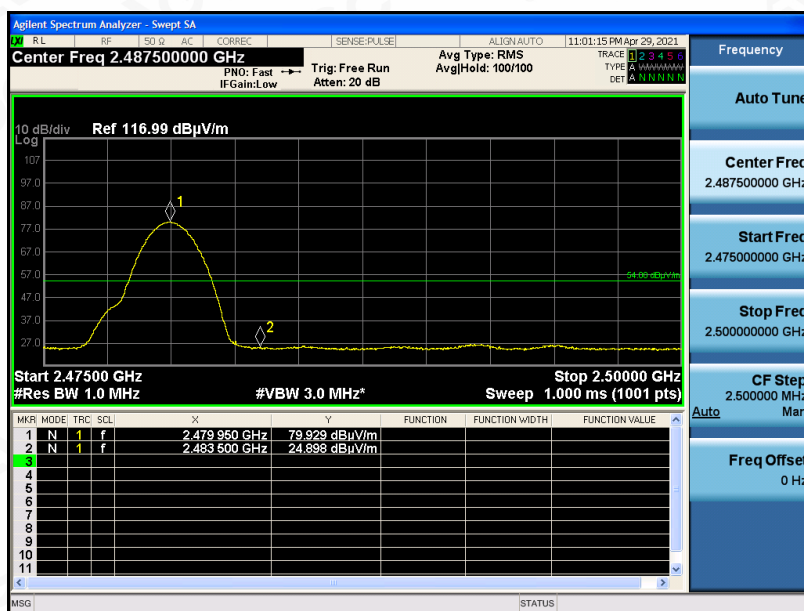 Agilent Spectrum Analyzer - Swept SA
LXI RL RF 50 Ω AC CORREC SENSE:PULSE ALIGN AUTO 11:01:15 PM Apr 29, 2021
Center Freq 2.487500000 GHz
PNO: Fast
IFGain:Low
Trig: Free Run
Atten: 20 dB
Avg Type: RMS
Avg|Hold: 100/100
TRACE 1 2 3 4 5 6
TYPE A WWWWW
DET A N N N N N
10 dB/div
Log
Ref 116.99 dBµV/m
107
97.0
87.0
77.0
67.0
57.0
47.0
37.0
27.0
1
2
54.00 dBµV/m
Start 2.47500 GHz Stop 2.50000 GHz
#Res BW 1.0 MHz #VBW 3.0 MHz* Sweep 1.000 ms (1001 pts)
MKR MODE TRC SCL X Y FUNCTION FUNCTION WIDTH FUNCTION VALUE
1 N 1 f 2.479 950 GHz 79.929 dBµV/m
2 N 1 f 2.483 500 GHz 24.898 dBµV/m
3
4
5
6
7
8
9
10
11
MSG STATUS
Frequency
Auto Tune
Center Freq
2.487500000 GHz
Start Freq
2.475000000 GHz
Stop Freq
2.500000000 GHz
CF Step
2.500000 MHz
Auto Man
Freq Offset
0 Hz